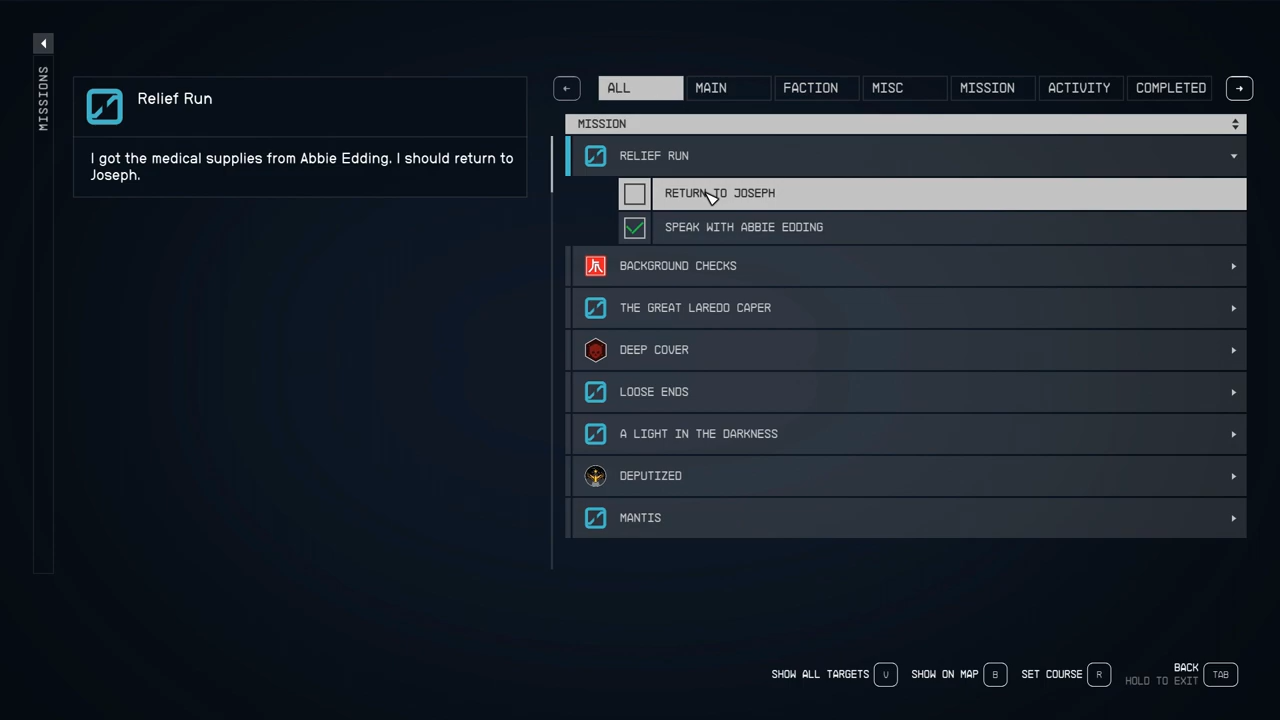 MISSIONS
Relief Run
I got the medical supplies from Abbie Edding. I should return to
Joseph.
ALL
MAIN
FACTION
MISC
MISSION
ACTIVITY
COMPLETED
MISSION
RELIEF RUN
RETURN TO JOSEPH
SPEAK WITH ABBIE EDDING
BACKGROUND CHECKS
THE GREAT LAREDO CAPER
DEEP COVER
LOOSE ENDS
A LIGHT IN THE DARKNESS
DEPUTIZED
MANTIS
SHOW ALL TARGETS V
SHOW ON MAP B
SET COURSE R
BACK
HOLD TO EXIT TAB